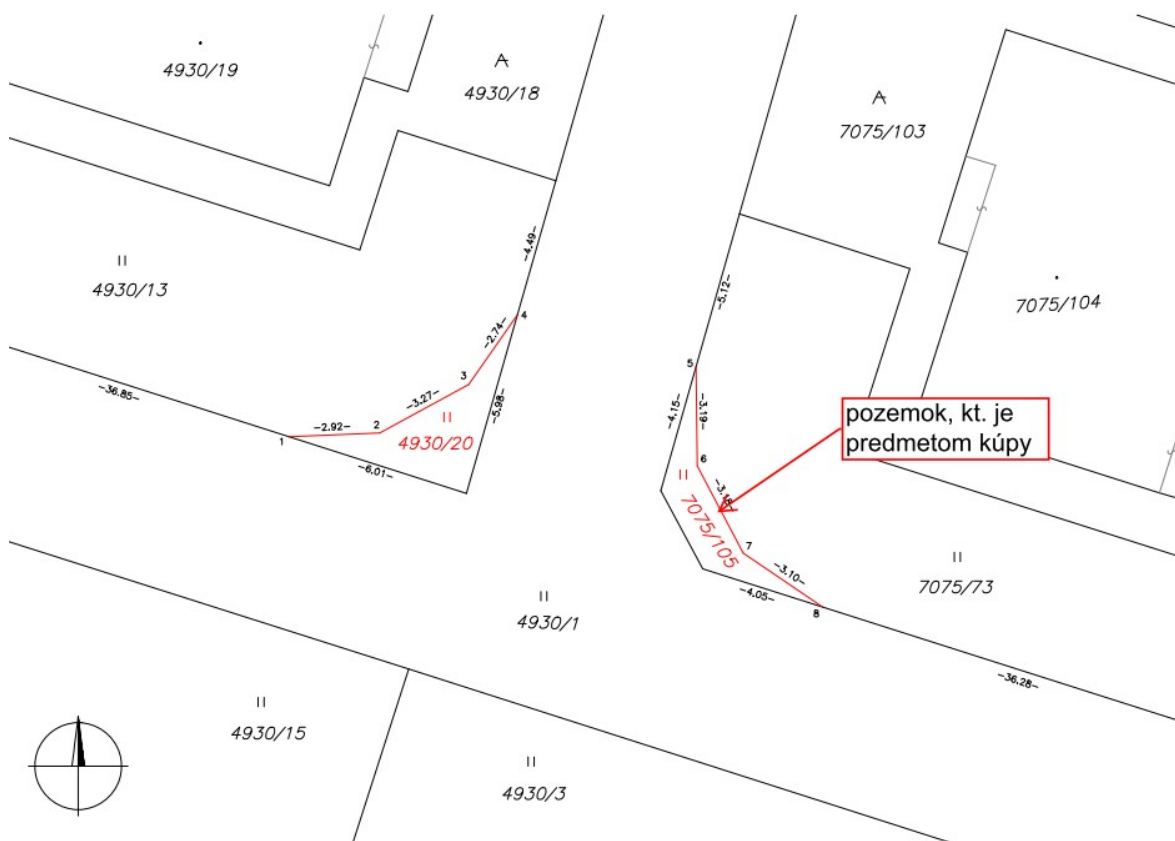 4930/19
A
4930/18
A
7075/103
II
4930/13
-4.49-
-5.12-
7075/104
4
-2.74-
3
5
-36.85-
-3.27-
-5.98-
-4.15-
-3.19-
pozemok, kt. je
predmetom kúpy
II
4930/20
-2.92-
2
1
-6.01-
6
II
7075/105
7
-3.10-
-4.05-
8
II
7075/73
II
4930/1
-36.28-
II
4930/15
II
4930/3